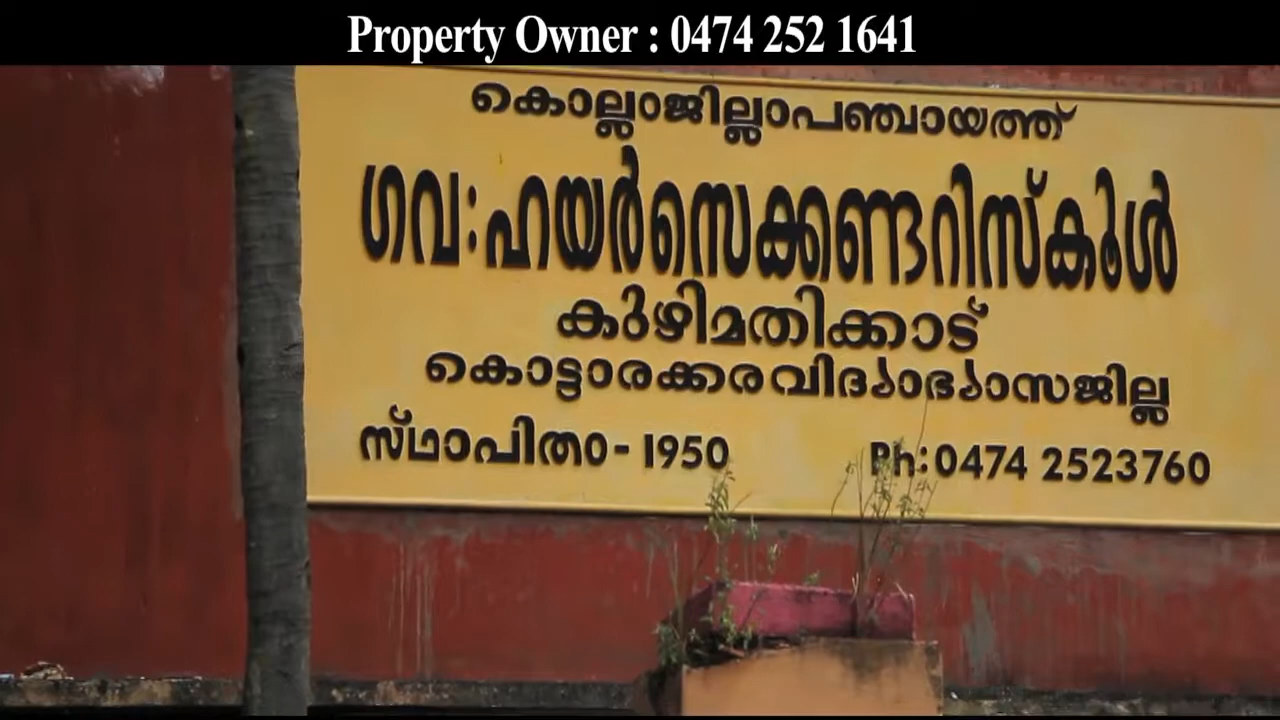 Property Owner : 0474 252 1641
കൊല്ലാജില്ലാപഞ്ചായത്ത്
ഗവ:ഹയർസെക്കണ്ടറിസ്കൂൾ
കുഴിമതിക്കാട്
കൊട്ടാരക്കരവിദ്യാഭ്യാസജില്ല
സ്ഥാപിതം - 1950 Ph: 0474 2523760